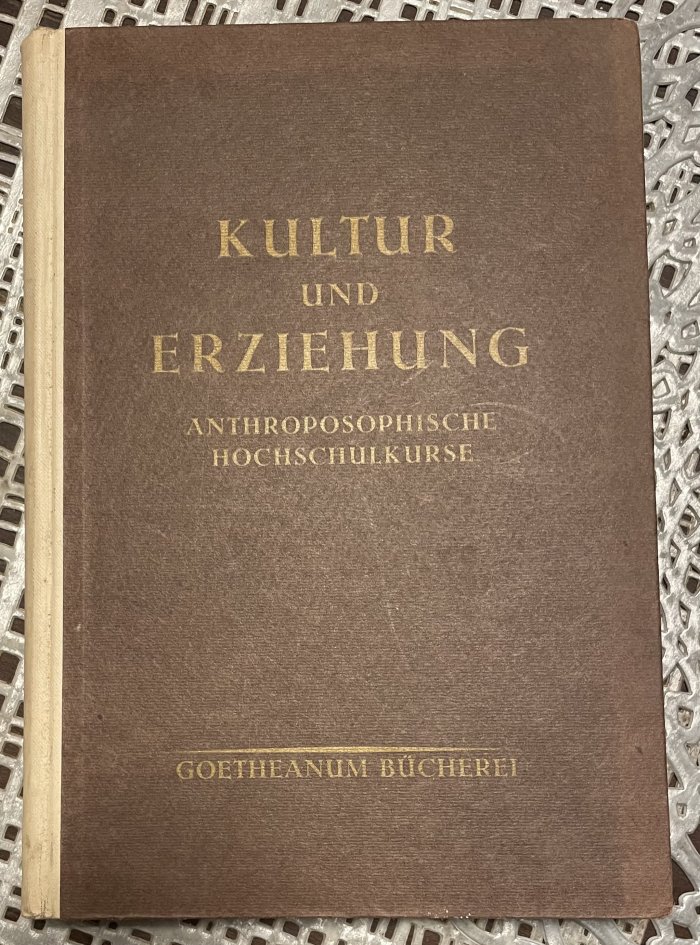 KULTUR
UND
ERZIEHUNG
ANTHROPOSOPHISCHE
HOCHSCHULKURSE
GOETHEANUM BÜCHEREI